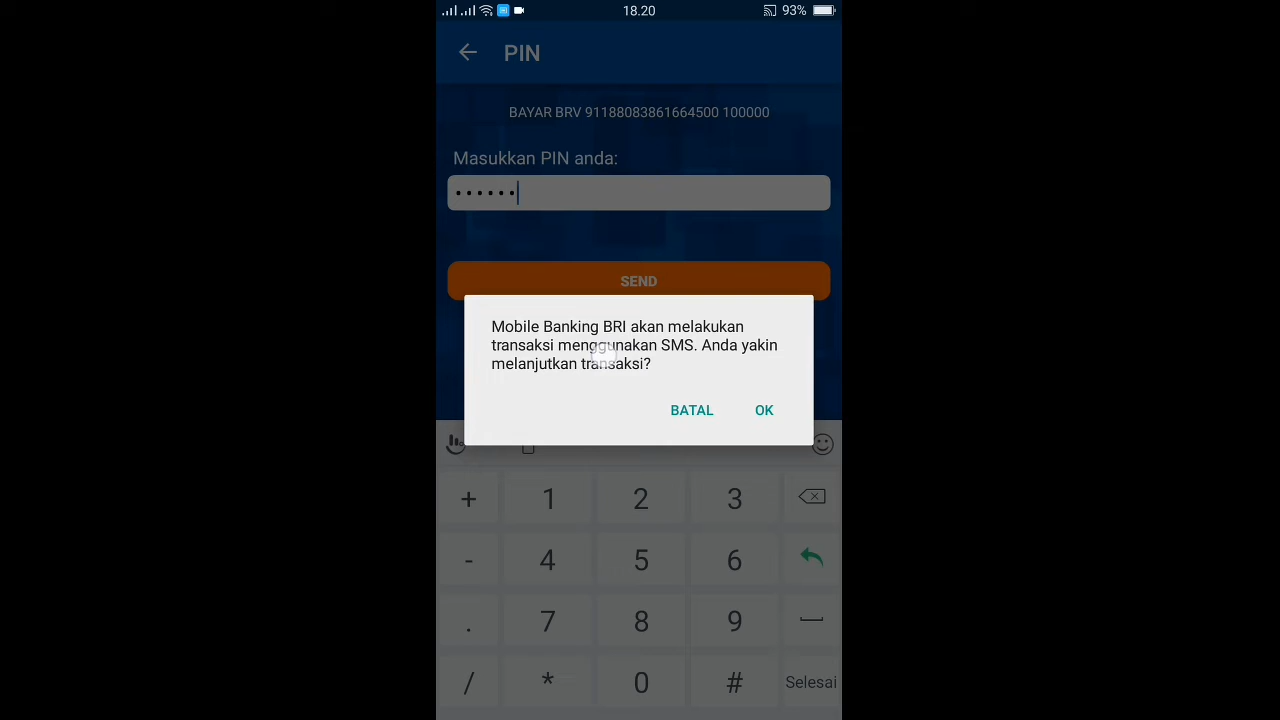 18.20
93%
PIN
BAYAR BRV 91188083861664500 100000
Masukkan PIN anda:
SEND
Mobile Banking BRI akan melakukan
transaksi menggunakan SMS. Anda yakin
melanjutkan transaksi?
BATAL OK
+ 1 2 3
- 4 5 6
. 7 8 9
/ * 0 # Selesai